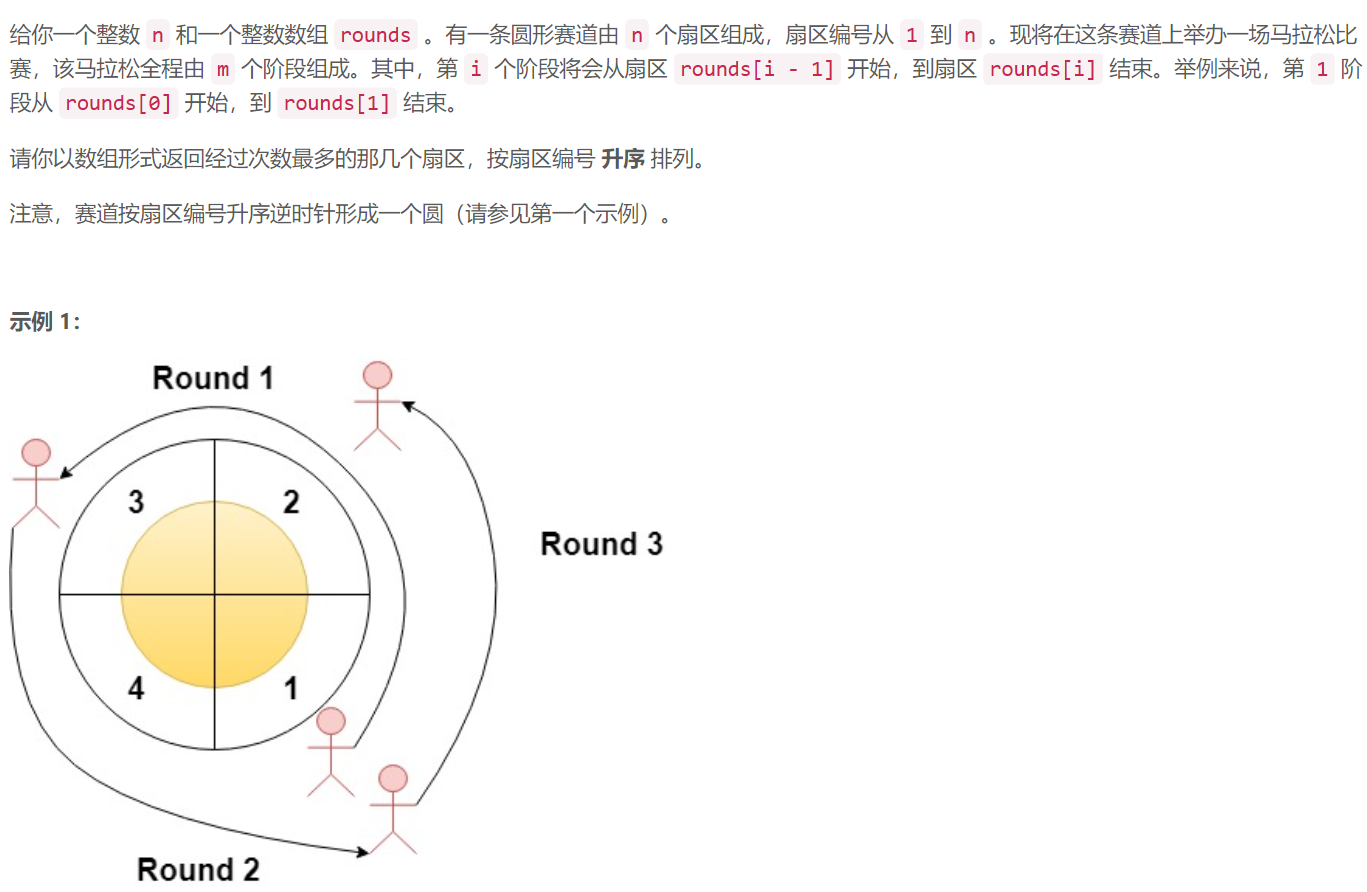 给你一个整数 n 和一个整数数组 rounds 。有一条圆形赛道由 n 个扇区组成，扇区编号从 1 到 n 。现将在这条赛道上举办一场马拉松比
赛，该马拉松全程由 m 个阶段组成。其中，第 i 个阶段将会从扇区 rounds[i - 1] 开始，到扇区 rounds[i] 结束。举例来说，第 1 阶
段从 rounds[0] 开始，到 rounds[1] 结束。
请你以数组形式返回经过次数最多的那几个扇区，按扇区编号 升序 排列。
注意，赛道按扇区编号升序逆时针形成一个圆（请参见第一个示例）。
示例 1：
Round 1
3
2
Round 3
4
1
Round 2